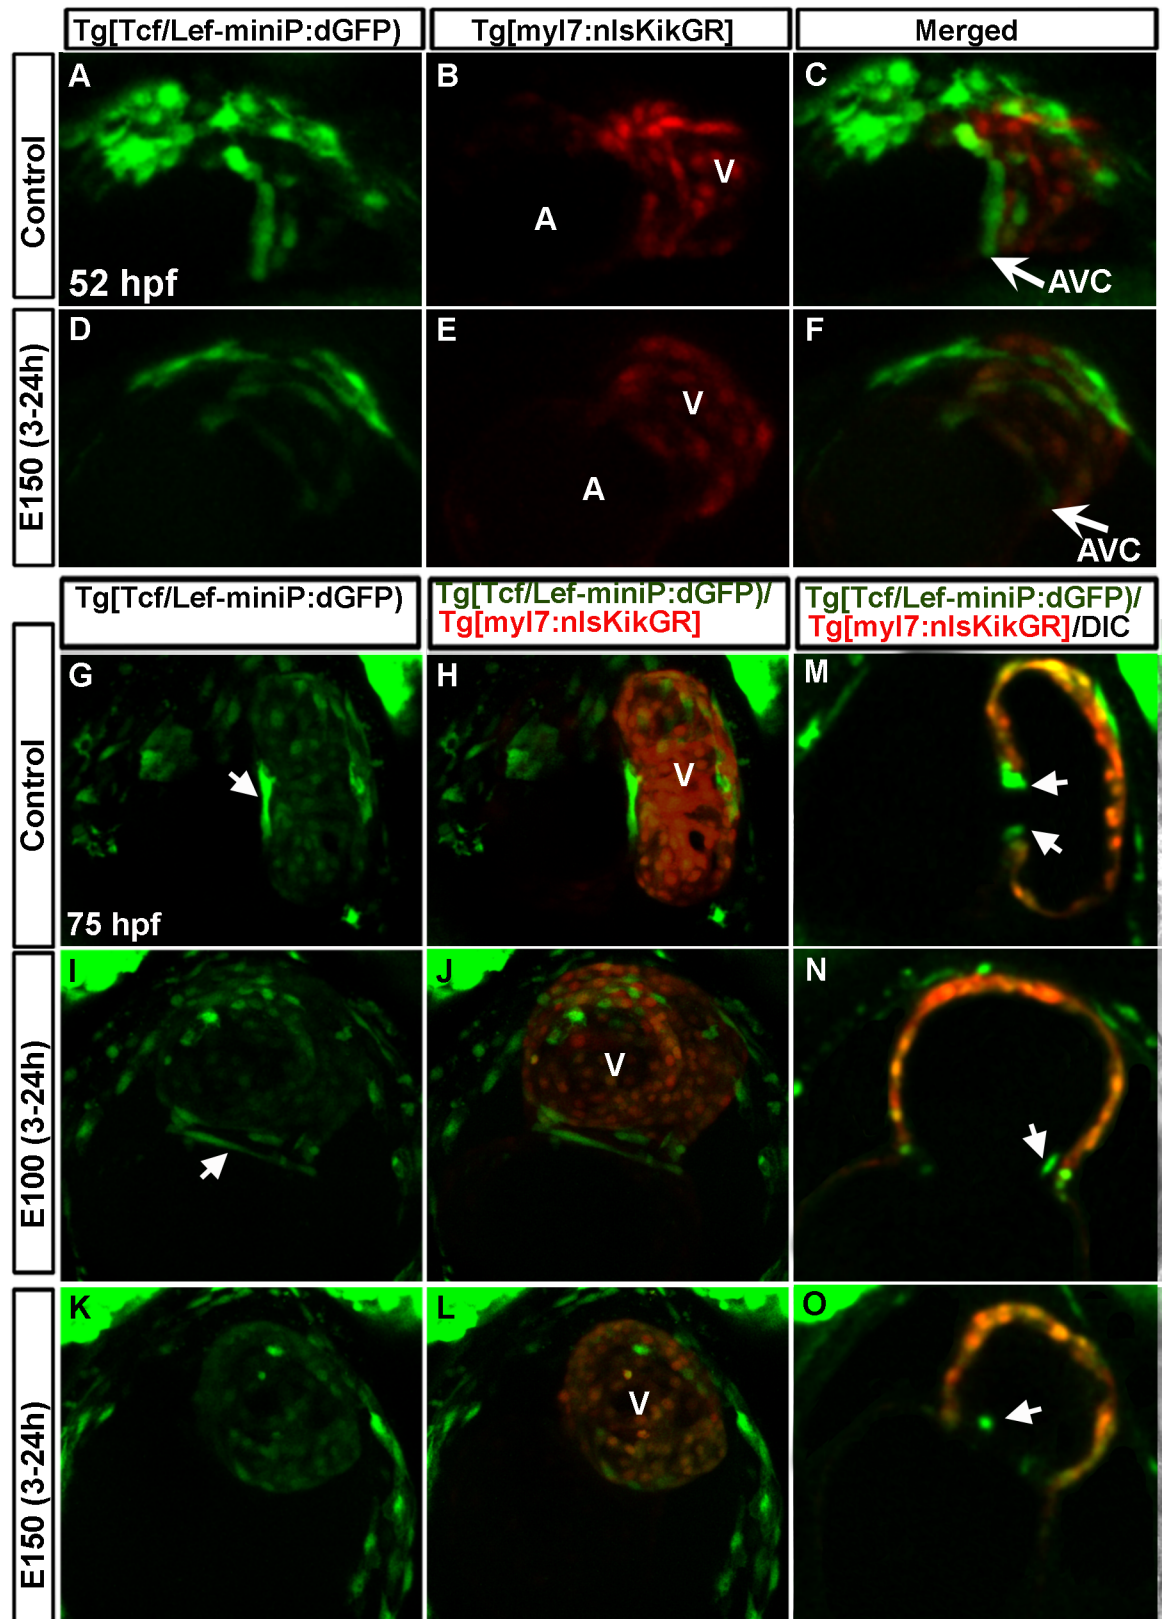 Tg[Tcf/Lef-miniP:dGFP)
Tg[myl7:nlsKikGR]
Merged
Control
A
52 hpf
B
A
V
C
AVC
E150 (3-24h)
D
E
V
A
F
AVC
Tg[Tcf/Lef-miniP:dGFP)
Tg[Tcf/Lef-miniP:dGFP)/
Tg[myl7:nlsKikGR]
Tg[Tcf/Lef-miniP:dGFP)/
Tg[myl7:nlsKikGR]/DIC
Control
G
75 hpf
H
V
M
E100 (3-24h)
I
J
V
N
E150 (3-24h)
K
L
V
O